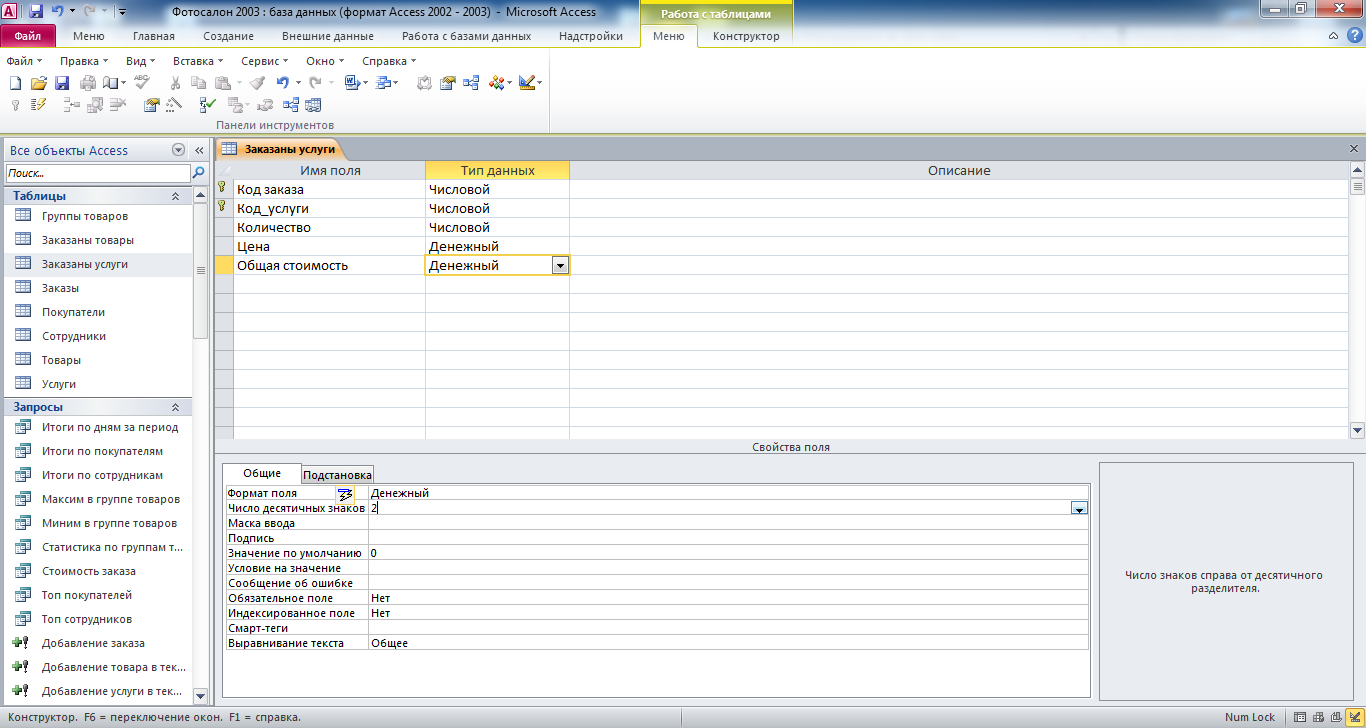 Фотосалон 2003 : база данных (формат Access 2002 - 2003) - Microsoft Access
Работа с таблицами
Файл Меню Главная Создание Внешние данные Работа с базами данных Надстройки Меню Конструктор
Файл Правка Вид Вставка Сервис Окно Справка
Панели инструментов
Все объекты Access
Поиск...
Таблицы
Группы товаров
Заказаны товары
Заказаны услуги
Заказы
Покупатели
Сотрудники
Товары
Услуги
Запросы
Итоги по дням за период
Итоги по покупателям
Итоги по сотрудникам
Максим в группе товаров
Миним в группе товаров
Статистика по группам т...
Стоимость заказа
Топ покупателей
Топ сотрудников
Добавление заказа
Добавление товара в тек...
Добавление услуги в тек...
Заказаны услуги
Имя поля Тип данных Описание
Код заказа Числовой
Код_услуги Числовой
Количество Числовой
Цена Денежный
Общая стоимость Денежный
Свойства поля
Общие Подстановка
Формат поля Денежный
Число десятичных знаков 2
Маска ввода
Подпись
Значение по умолчанию 0
Условие на значение
Сообщение об ошибке
Обязательное поле Нет
Индексированное поле Нет
Смарт-теги
Выравнивание текста Общее
Число знаков справа от десятичного
разделителя.
Конструктор. F6 = переключение окон. F1 = справка.
Num Lock